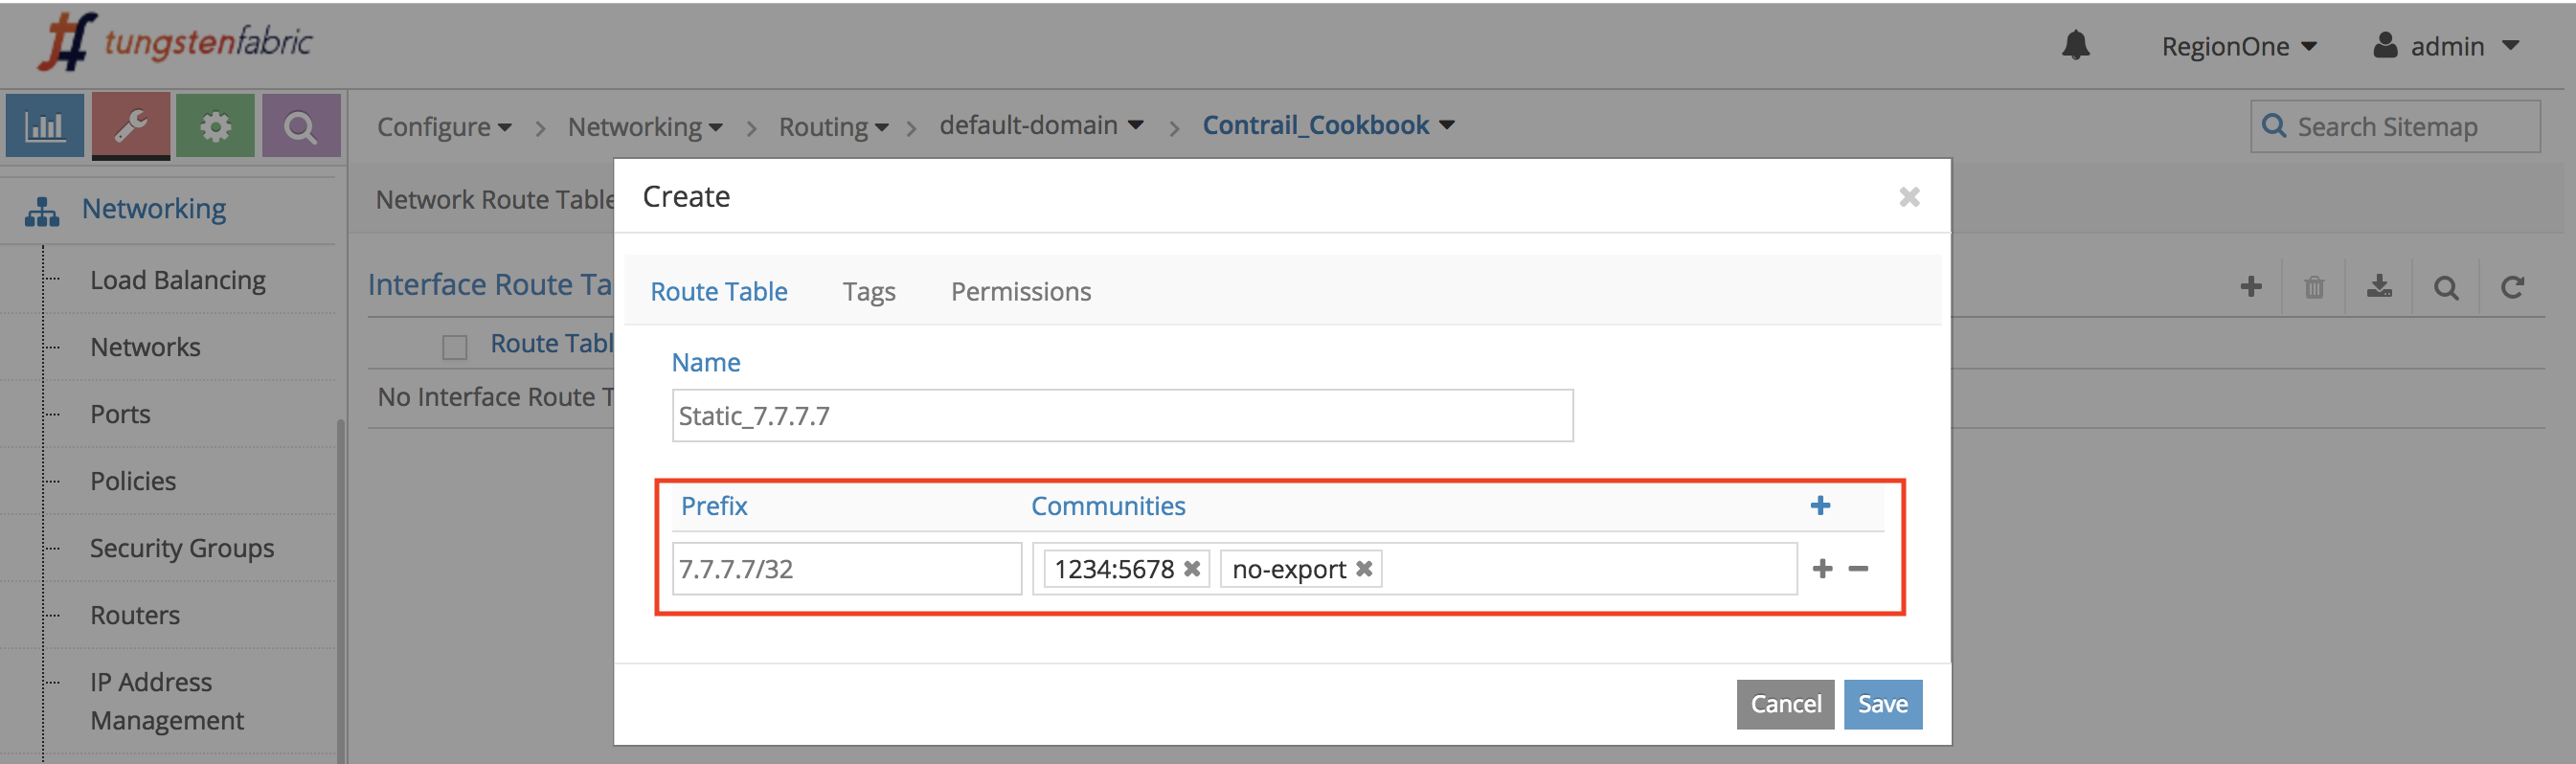 tungstenfabric
RegionOne admin
Configure > Networking > Routing > default-domain > Contrail_Cookbook
Search Sitemap
Networking
Load Balancing
Networks
Ports
Policies
Security Groups
Routers
IP Address
Management
Network Route Table
Interface Route Ta
Route Tabl
No Interface Route T
Create
Route Table Tags Permissions
Name
Static_7.7.7.7
Prefix Communities
7.7.7.7/32 1234:5678 no-export
Cancel Save